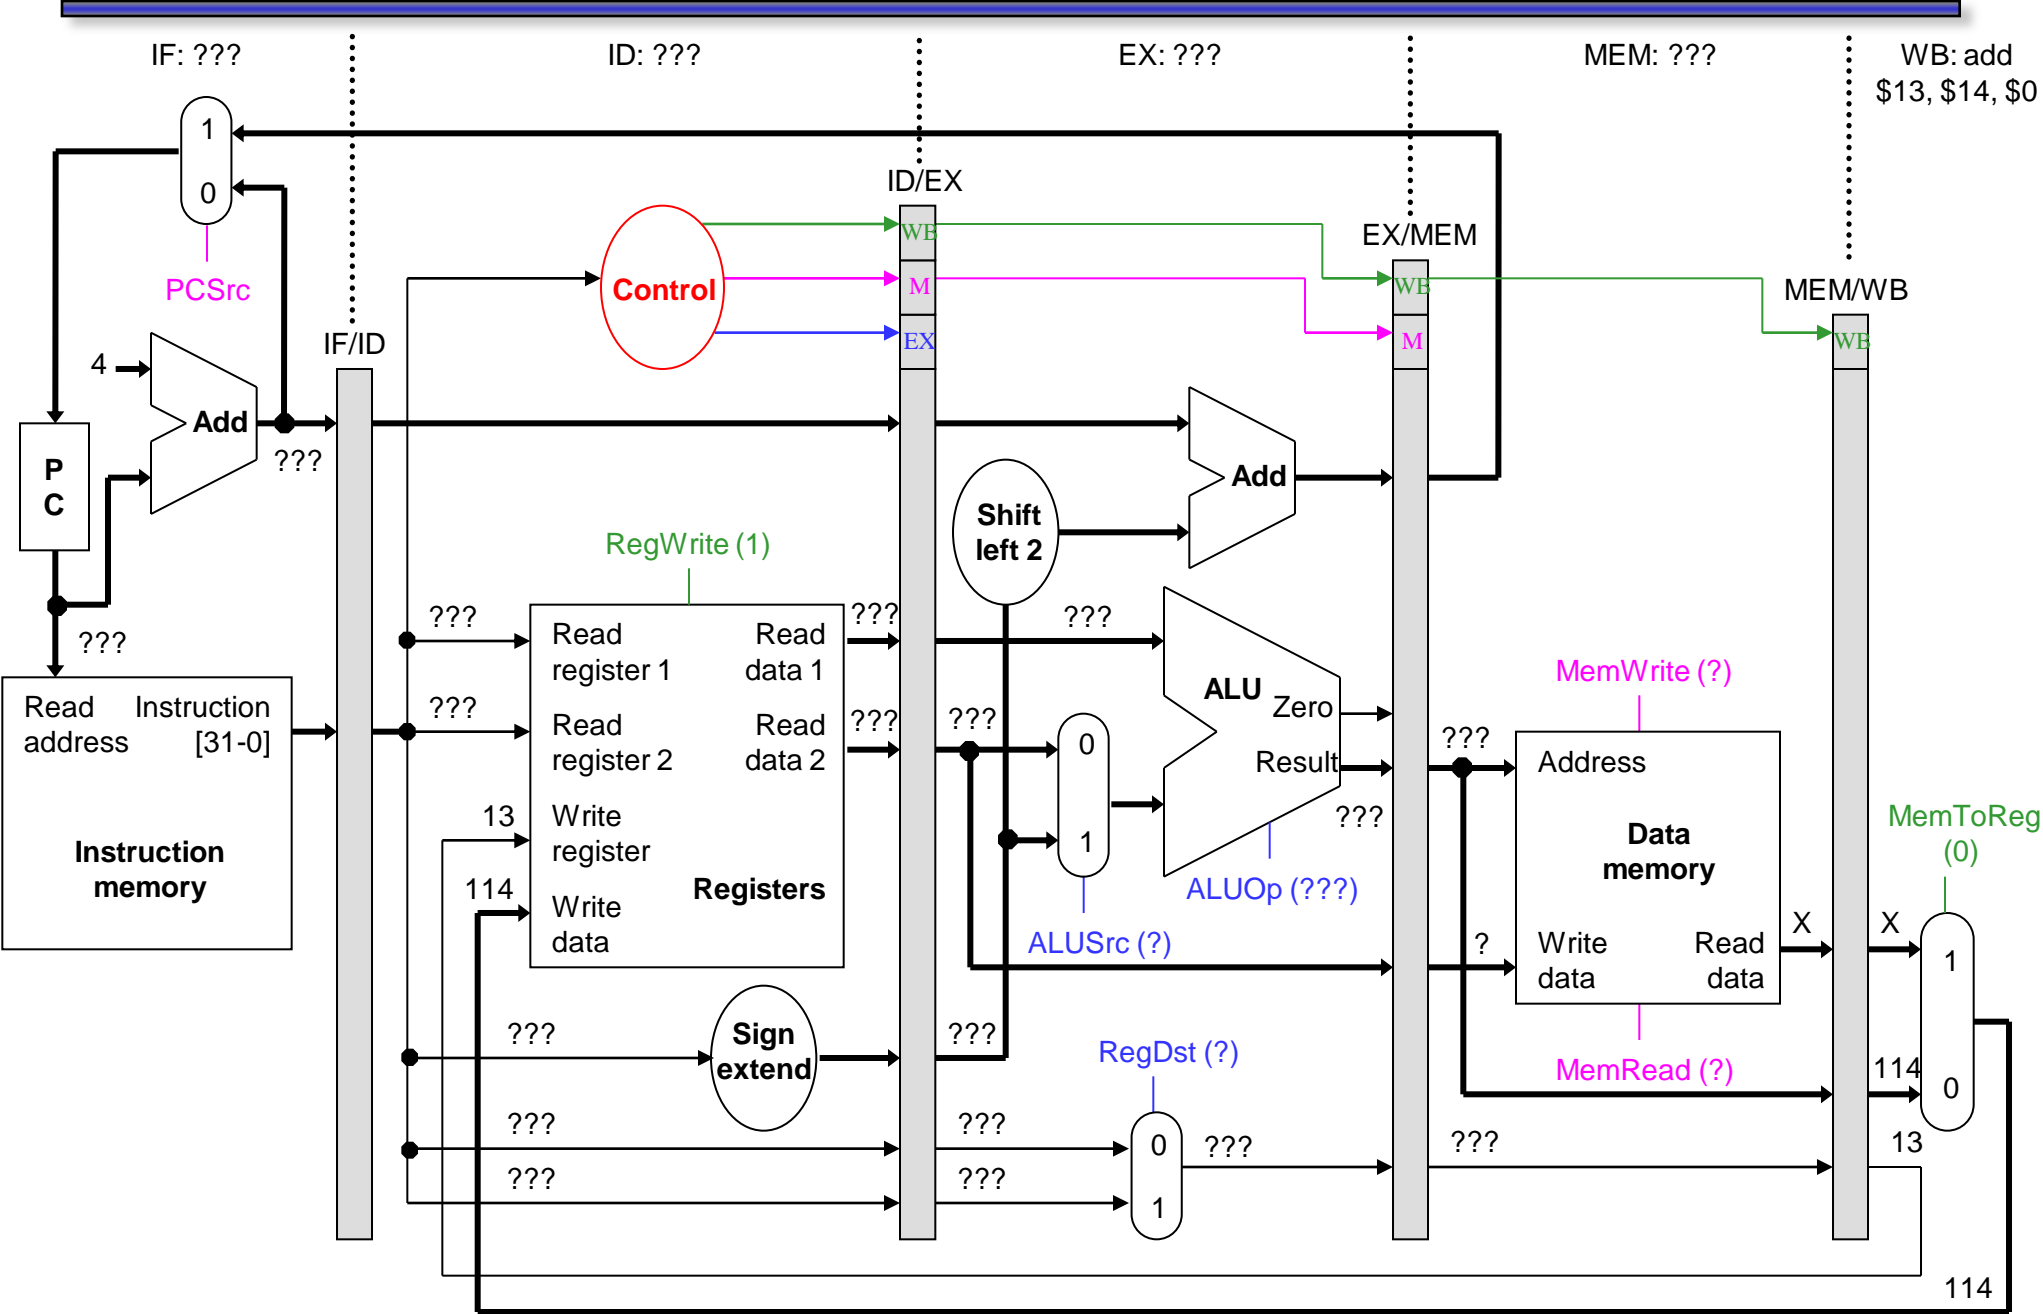 IF: ???
ID: ???
EX: ???
MEM: ???
WB: add
$13, $14, $0
1
0
PCSrc
ID/EX
WB
M
EX
Control
EX/MEM
WB
M
MEM/WB
WB
IF/ID
4
Add
???
P
C
Add
Shift
left 2
RegWrite (1)
???
???
???
???
Read
register 1
Read
data 1
???
???
Read
register 2
Read
data 2
???
13
Write
register
114
Write
data
Registers
Read
address
Instruction
[31-0]
Instruction
memory
ALU
Zero
Result
???
0
1
ALUOp (???)
ALUSrc (?)
MemWrite (?)
???
Address
Data
memory
?
Write
data
Read
data
X
X
MemToReg
(0)
1
0
MemRead (?)
114
???
Sign
extend
???
RegDst (?)
???
???
???
???
0
1
???
???
13
114